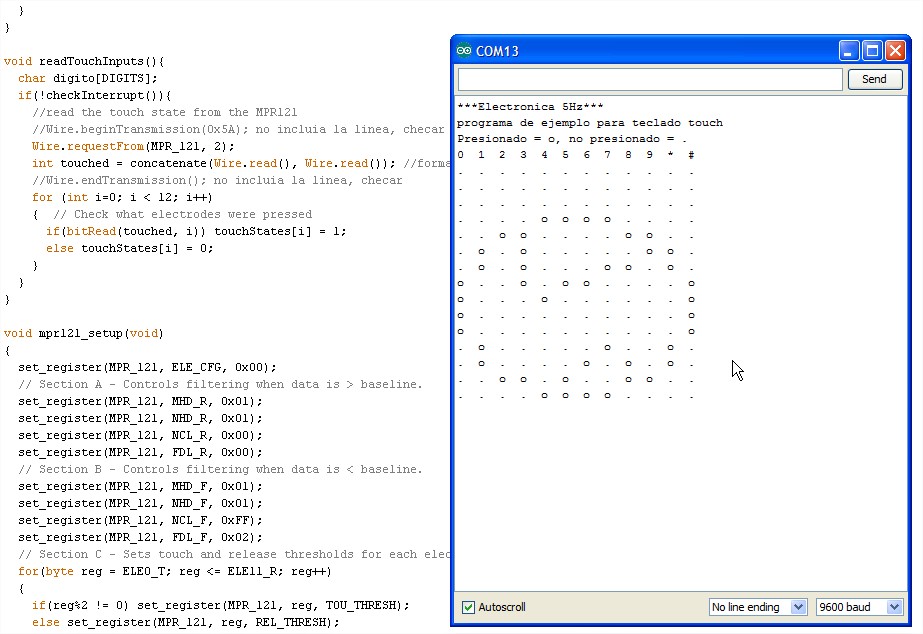 }
}
void readTouchInputs(){
  char digito[DIGITS];
  if(!checkInterrupt()){
    //read the touch state from the MPR121
    //Wire.beginTransmission(0x5A); no incluia la linea, checar
    Wire.requestFrom(MPR_121, 2);
    int touched = concatenate(Wire.read(), Wire.read()); //forma
    //Wire.endTransmission(); no incluia la linea, checar
    for (int i=0; i < 12; i++)
    {  // Check what electrodes were pressed
      if(bitRead(touched, i)) touchStates[i] = 1;
      else touchStates[i] = 0;
    }
  }
}
void mpr121_setup(void)
{
  set_register(MPR_121, ELE_CFG, 0x00);
  // Section A - Controls filtering when data is > baseline.
  set_register(MPR_121, MHD_R, 0x01);
  set_register(MPR_121, NHD_R, 0x01);
  set_register(MPR_121, NCL_R, 0x00);
  set_register(MPR_121, FDL_R, 0x00);
  // Section B - Controls filtering when data is < baseline.
  set_register(MPR_121, MHD_F, 0x01);
  set_register(MPR_121, NHD_F, 0x01);
  set_register(MPR_121, NCL_F, 0xFF);
  set_register(MPR_121, FDL_F, 0x02);
  // Section C - Sets touch and release thresholds for each elec
  for(byte reg = ELE0_T; reg <= ELE11_R; reg++)
  {
    if(reg%2 != 0) set_register(MPR_121, reg, TOU_THRESH);
    else set_register(MPR_121, reg, REL_THRESH);
COM13
Send
***Electronica 5Hz***
programa de ejemplo para teclado touch
Presionado = o, no presionado = .
0  1  2  3  4  5  6  7  8  9  *  #
.  .  .  .  .  .  .  .  .  .  .  .
.  .  .  .  .  .  .  .  .  .  .  .
.  .  .  .  .  .  .  .  .  .  .  .
.  .  .  .  o  o  o  o  .  .  .  .
.  .  o  o  .  .  .  .  o  o  .  .
.  o  .  o  .  .  .  .  .  o  o  .
.  o  .  o  .  .  .  o  o  .  o  .
o  .  .  o  .  o  o  .  .  .  .  o
o  .  .  .  o  .  .  .  .  .  .  o
o  .  .  .  .  .  .  .  .  .  .  o
o  .  .  .  .  .  .  .  .  .  .  o
.  o  .  .  .  .  .  o  .  .  o  .
.  o  .  .  .  .  o  .  o  .  o  .
.  .  o  o  .  o  .  .  o  o  .  .
.  .  .  .  o  o  o  o  .  .  .  .
Autoscroll
No line ending
9600 baud